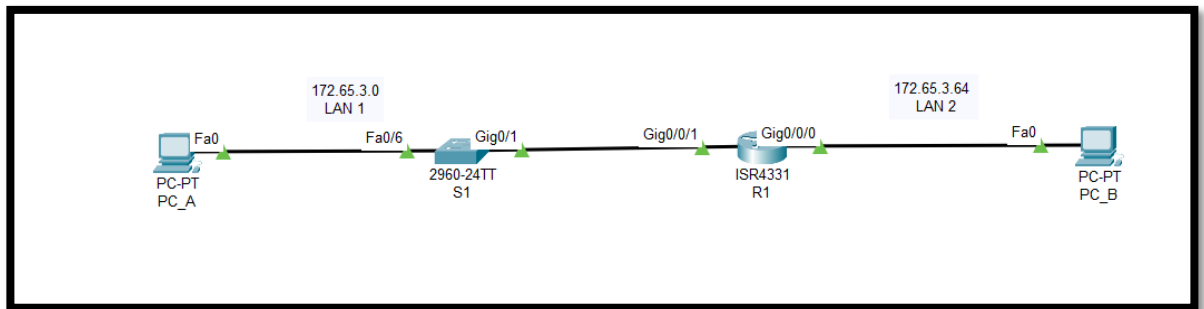 172.65.3.0
LAN 1
172.65.3.64
LAN 2
Fa0
Fa0/6
Gig0/1
Gig0/0/1
Gig0/0/0
Fa0
PC-PT
PC_A
2960-24TT
S1
ISR4331
R1
PC-PT
PC_B